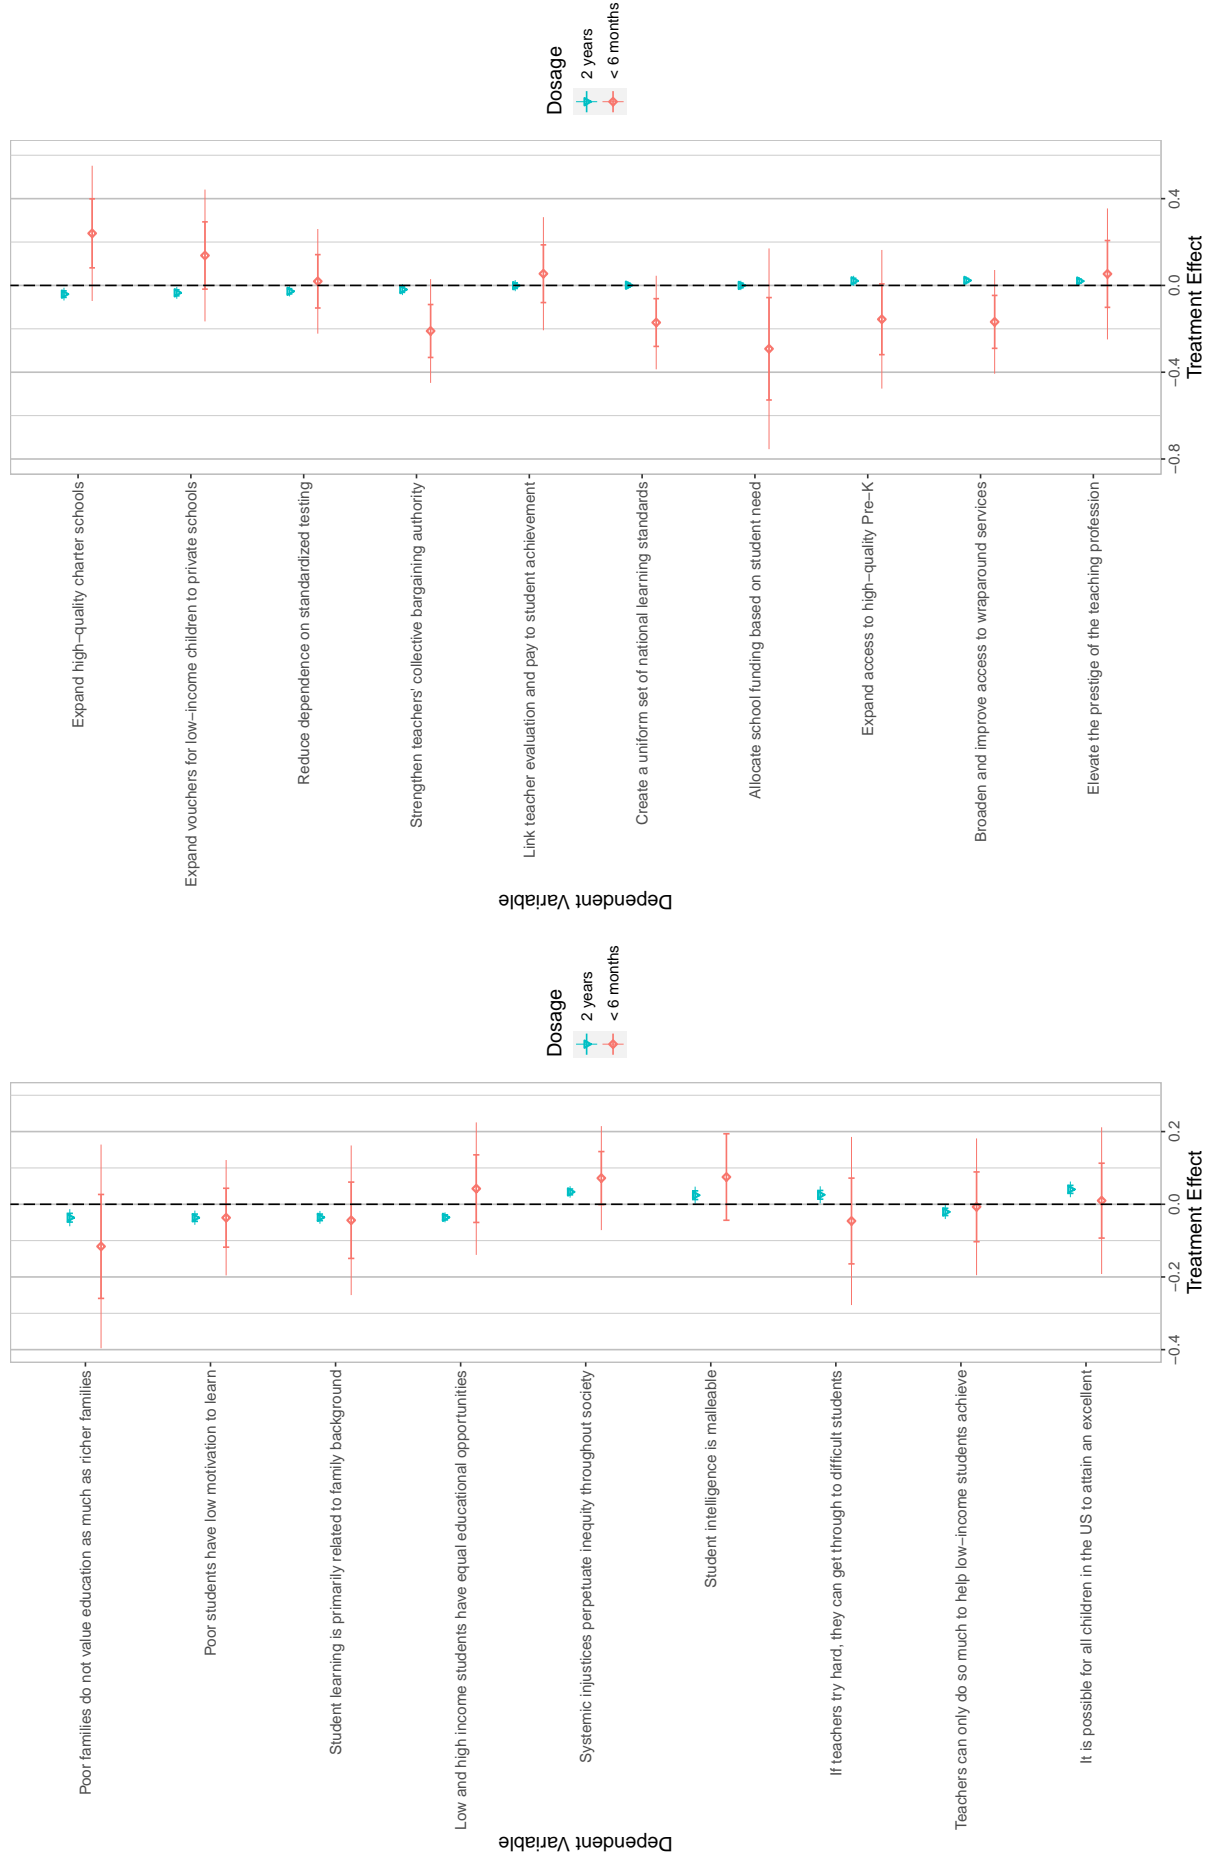 Dependent Variable
Poor families do not value education as much as richer families
Poor students have low motivation to learn
Student learning is primarily related to family background
Low and high income students have equal educational opportunities
Systemic injustices perpetuate inequity throughout society
Student intelligence is malleable
If teachers try hard, they can get through to difficult students
Teachers can only do so much to help low−income students achieve
It is possible for all children in the US to attain an excellent
−0.4
−0.2
0.0
0.2
Treatment Effect
Dosage
2 years
< 6 months
Dependent Variable
Expand high−quality charter schools
Expand vouchers for low−income children to private schools
Reduce dependence on standardized testing
Strengthen teachers' collective bargaining authority
Link teacher evaluation and pay to student achievement
Create a uniform set of national learning standards
Allocate school funding based on student need
Expand access to high−quality Pre−K
Broaden and improve access to wraparound services
Elevate the prestige of the teaching profession
−0.8
−0.4
0.0
0.4
Treatment Effect
Dosage
2 years
< 6 months